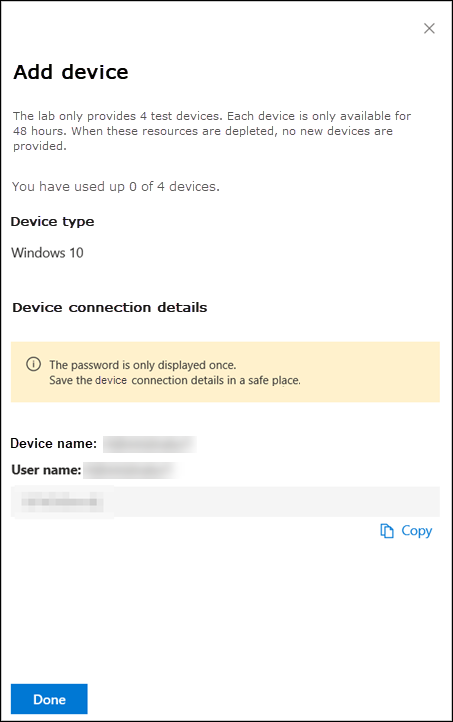 Add device
The lab only provides 4 test devices. Each device is only available for
48 hours. When these resources are depleted, no new devices are
provided.
You have used up 0 of 4 devices.
Device type
Windows 10
Device connection details
The password is only displayed once.
Save the device connection details in a safe place.
Device name:
User name:
Copy
Done